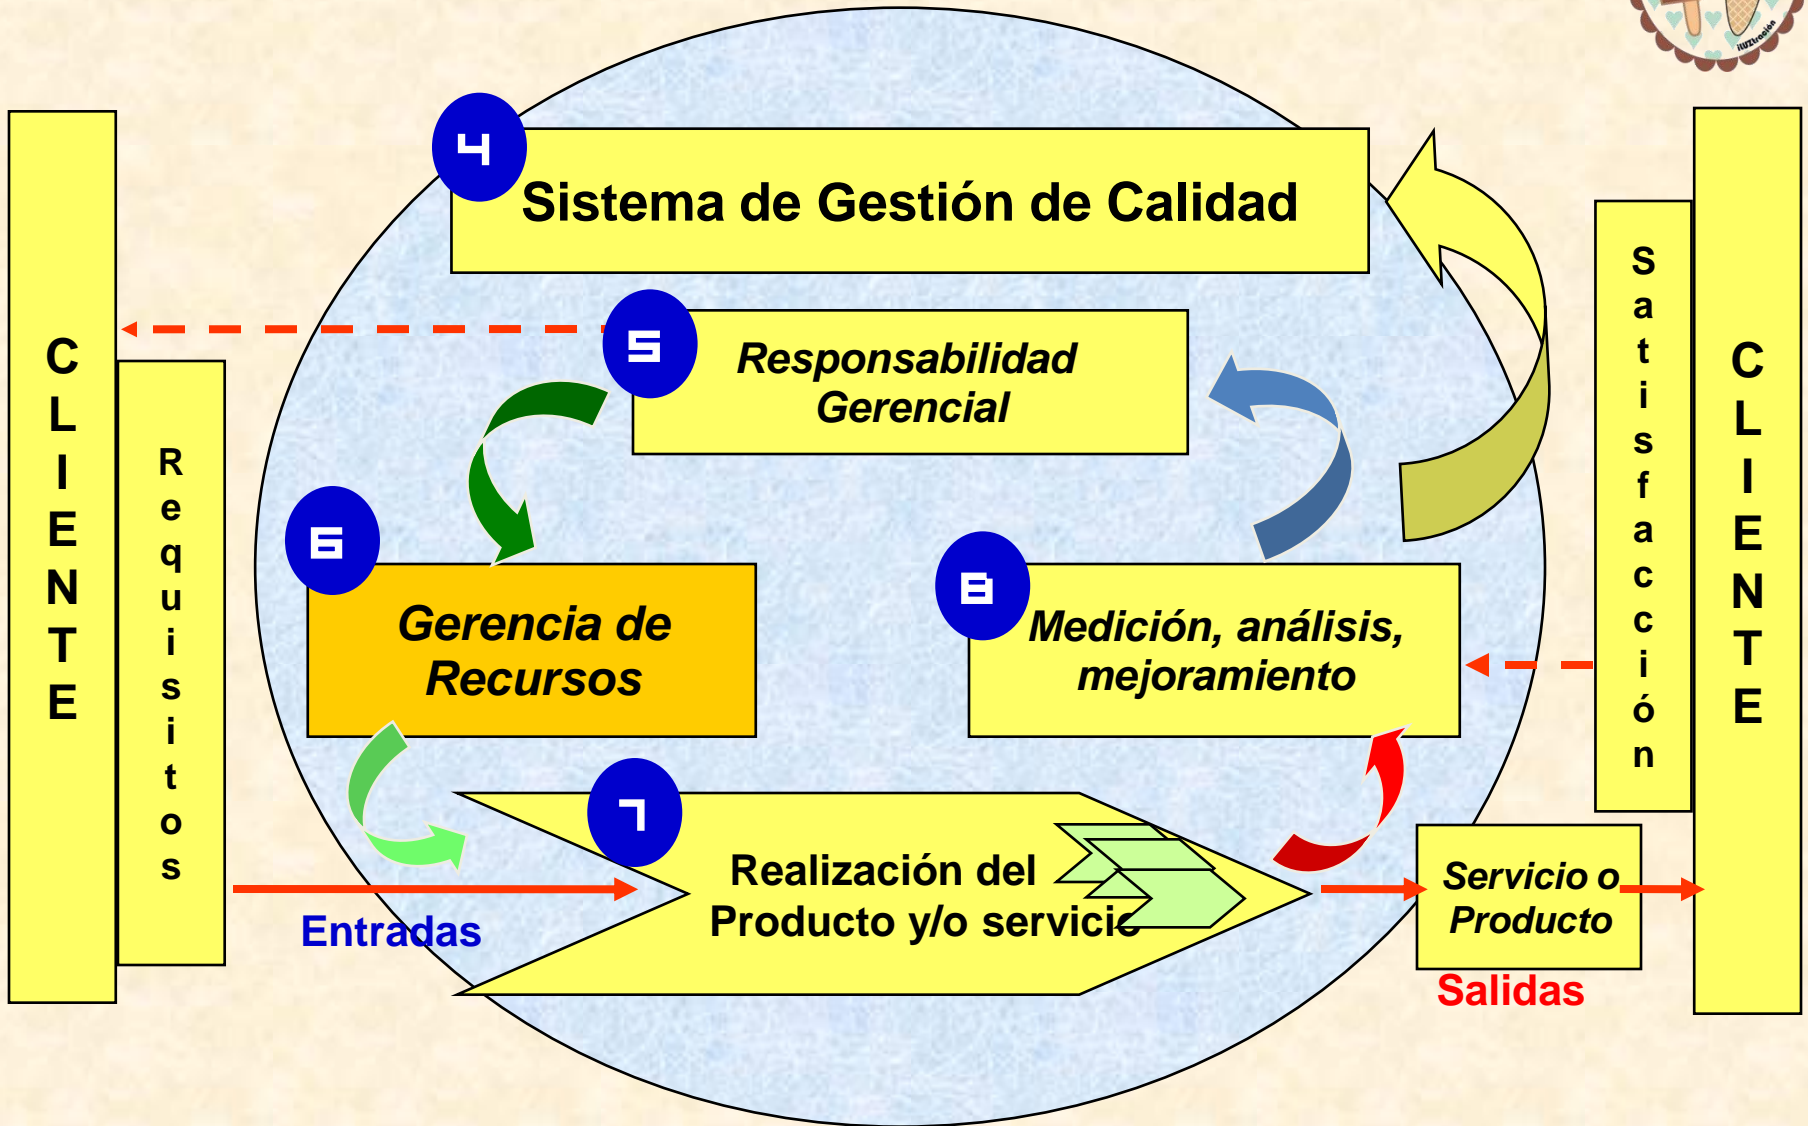 iLUZtración
4
Sistema de Gestión de Calidad
5
Responsabilidad
Gerencial
CLIENTE
Requisitos
6
Gerencia de
Recursos
8
Medición, análisis,
mejoramiento
Satisfacción
CLIENTE
7
Realización del
Producto y/o servicio
Entradas
Servicio o
Producto
Salidas